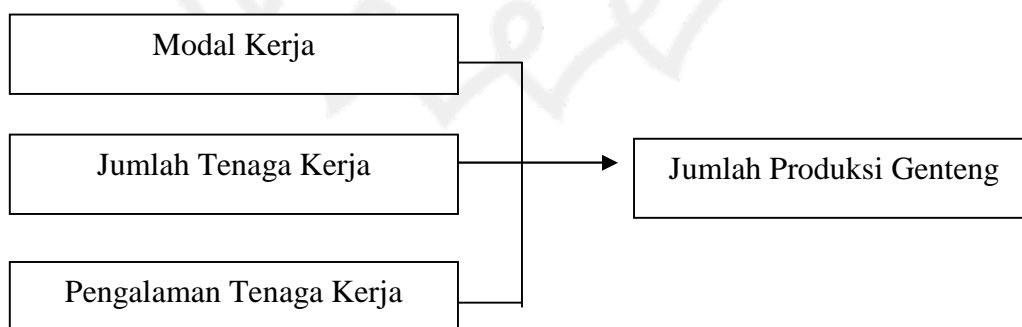 Modal Kerja
Jumlah Tenaga Kerja
Jumlah Produksi Genteng
Pengalaman Tenaga Kerja